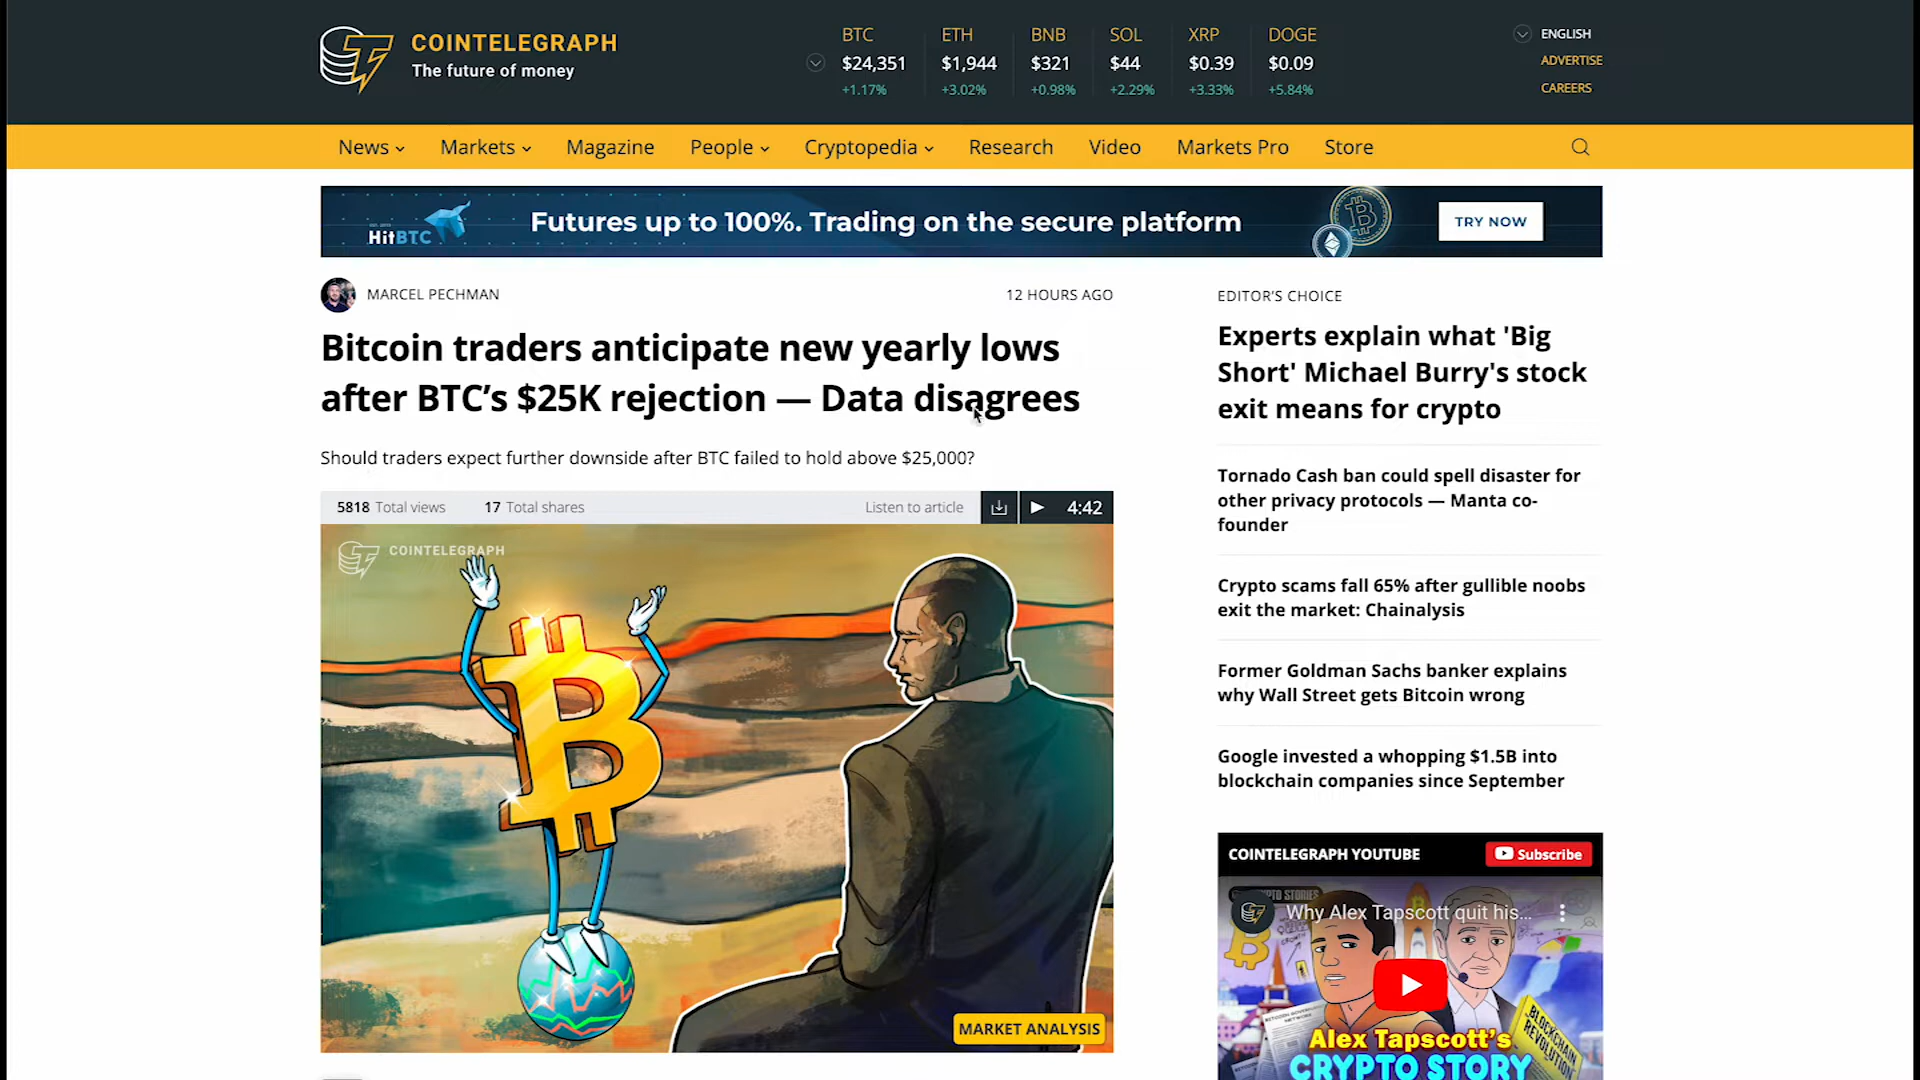 COINTELEGRAPH
The future of money
BTC
$24,351
+1.17%
ETH
$1,944
+3.02%
BNB
$321
+0.98%
SOL
$44
+2.29%
XRP
$0.39
+3.33%
DOGE
$0.09
+5.84%
ENGLISH
ADVERTISE
CAREERS
News
Markets
Magazine
People
Cryptopedia
Research
Video
Markets Pro
Store
HitBTC
Futures up to 100%. Trading on the secure platform
TRY NOW
MARCEL PECHMAN
12 HOURS AGO
Bitcoin traders anticipate new yearly lows
after BTC’s $25K rejection — Data disagrees
Should traders expect further downside after BTC failed to hold above $25,000?
5818 Total views
17 Total shares
Listen to article
4:42
COINTELEGRAPH
MARKET ANALYSIS
EDITOR’S CHOICE
Experts explain what 'Big
Short' Michael Burry's stock
exit means for crypto
Tornado Cash ban could spell disaster for
other privacy protocols — Manta co-
founder
Crypto scams fall 65% after gullible noobs
exit the market: Chainalysis
Former Goldman Sachs banker explains
why Wall Street gets Bitcoin wrong
Google invested a whopping $1.5B into
blockchain companies since September
COINTELEGRAPH YOUTUBE
Subscribe
Why Alex Tapscott quit his...
BLOCKCHAIN
REVOLUTION
Alex Tapscott's
CRYPTO STORY